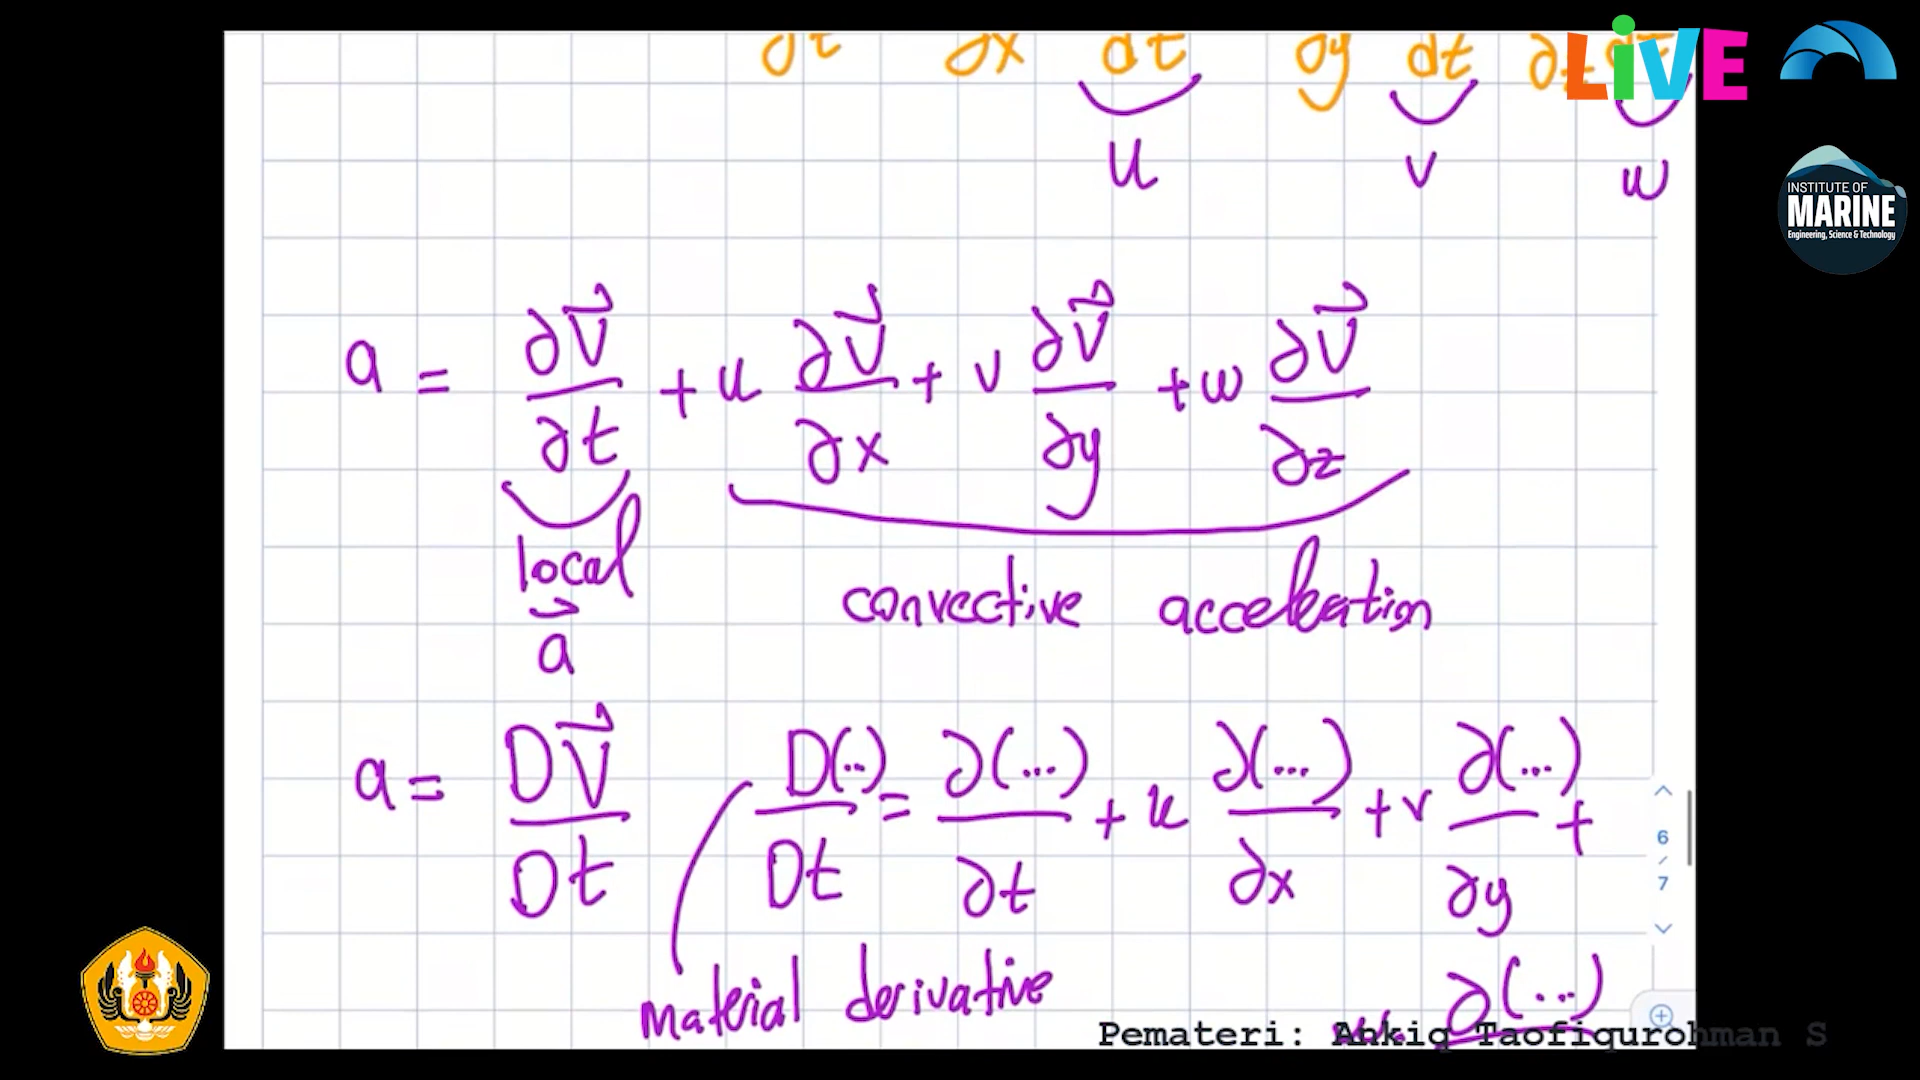 LiVE
∂t ∂x dt ∂y dt ∂z dt
u v w
INSTITUTE OF
MARINE
Engineering, Science & Technology
a = ∂V⃗/∂t + u ∂V⃗/∂x + v ∂V⃗/∂y + w ∂V⃗/∂z
local
a⃗
convective acceleration
a = DV⃗/Dt D(..)/Dt = ∂(...)/∂t + u ∂(...)/∂x + v ∂(...)/∂y +
6
/
7
material derivative
w ∂(...)
Pemateri: Ankiq Taofiqurohman S